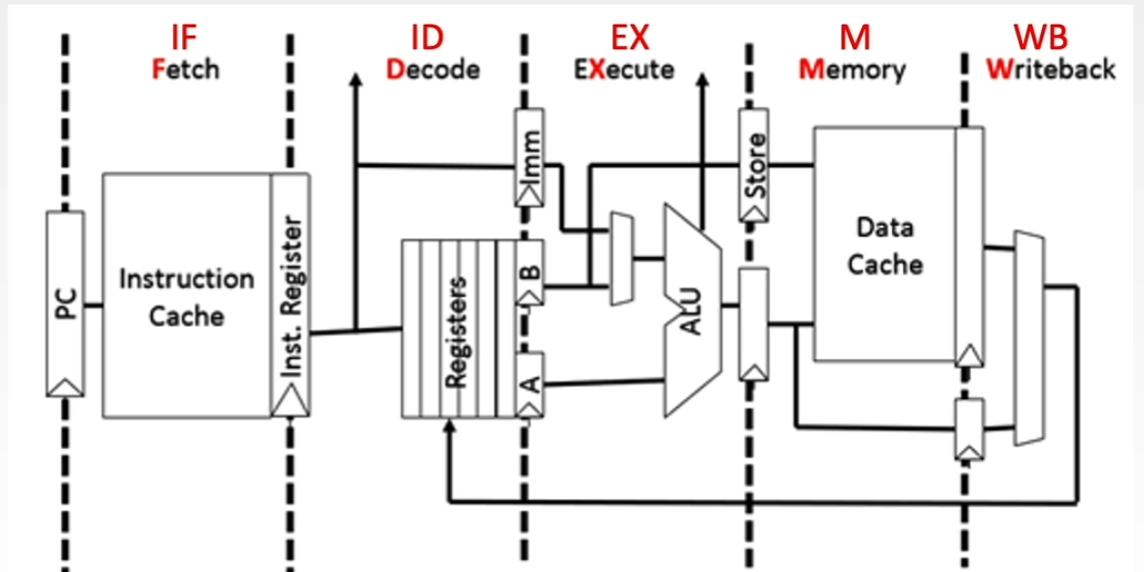 IF
Fetch
ID
Decode
EX
EXecute
M
Memory
WB
Writeback
PC
Instruction
Cache
Inst. Register
Registers
Imm
B
A
ALU
Store
Data
Cache